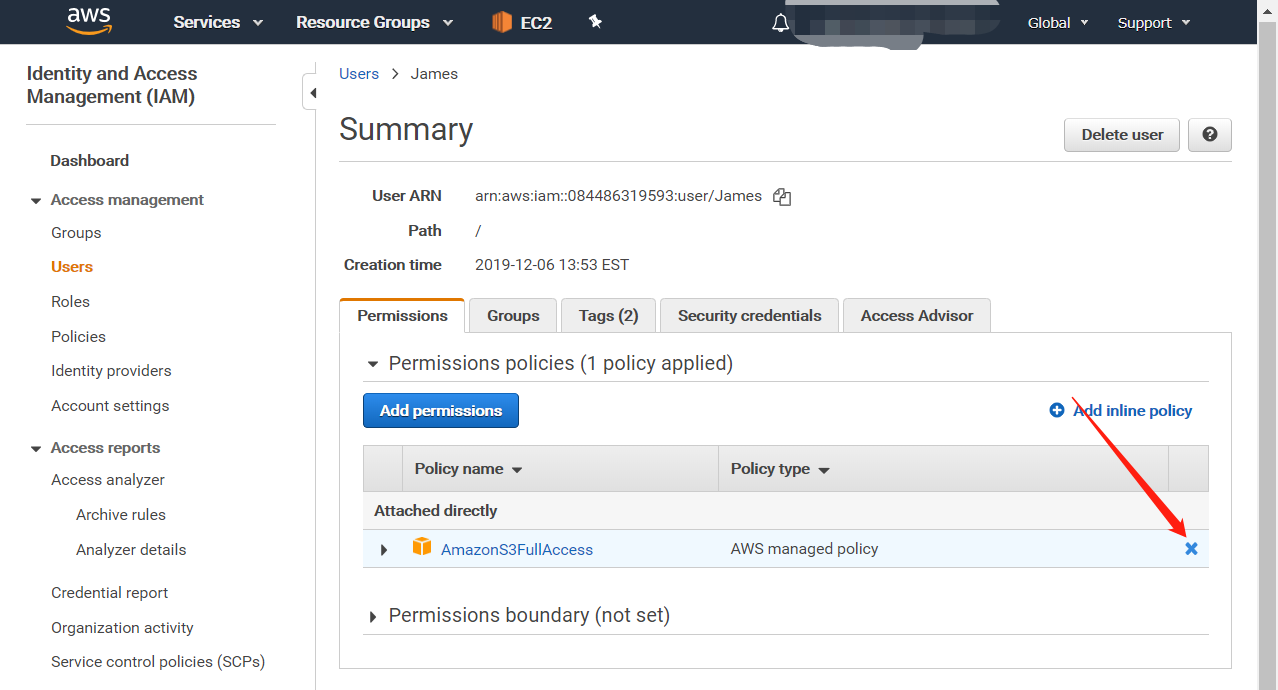 aws
Services
Resource Groups
EC2
Global
Support
Identity and Access
Management (IAM)
Dashboard
Access management
Groups
Users
Roles
Policies
Identity providers
Account settings
Access reports
Access analyzer
Archive rules
Analyzer details
Credential report
Organization activity
Service control policies (SCPs)
Users > James
Summary
Delete user
?
User ARN arn:aws:iam::084486319593:user/James
Path /
Creation time 2019-12-06 13:53 EST
Permissions
Groups
Tags (2)
Security credentials
Access Advisor
Permissions policies (1 policy applied)
Add permissions
Add inline policy
Policy name
Policy type
Attached directly
AmazonS3FullAccess
AWS managed policy
Permissions boundary (not set)